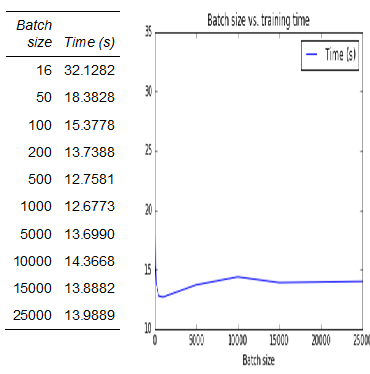 Batch
size Time (s)
16 32.1282
50 18.3828
100 15.3778
200 13.7388
500 12.7581
1000 12.6773
5000 13.6990
10000 14.3668
15000 13.8882
25000 13.9889
Batch size vs. training time
Time (s)
35
30
25
20
15
10
0 5000 10000 15000 20000 25000
Batch size